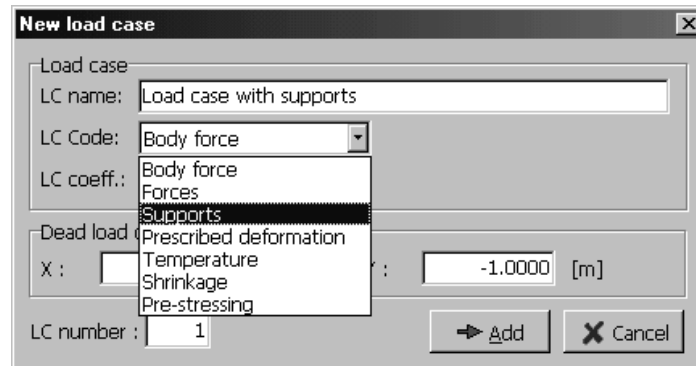 New load case
Load case
LC name: Load case with supports
LC Code: Body force
Body force
LC coeff.:
Forces
Supports
Dead load
Prescribed deformation
X :
Temperature
: -1.0000 [m]
Shrinkage
Pre-stressing
LC number : 1
Add
Cancel